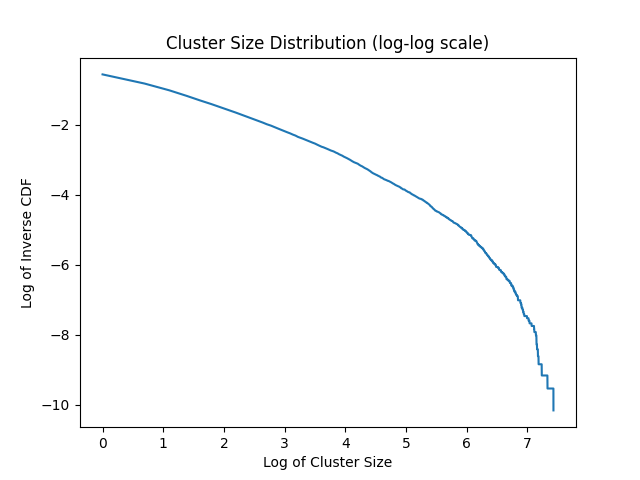 Cluster Size Distribution (log-log scale)
Log of Inverse CDF
−2
−4
−6
−8
−10
0 1 2 3 4 5 6 7
Log of Cluster Size